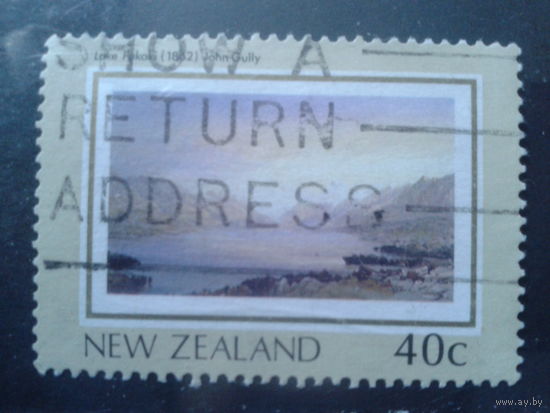 Lake Pukaki (1862) John Gully
SHOW A
RETURN
ADDRESS
NEW ZEALAND 40c
www.ay.by